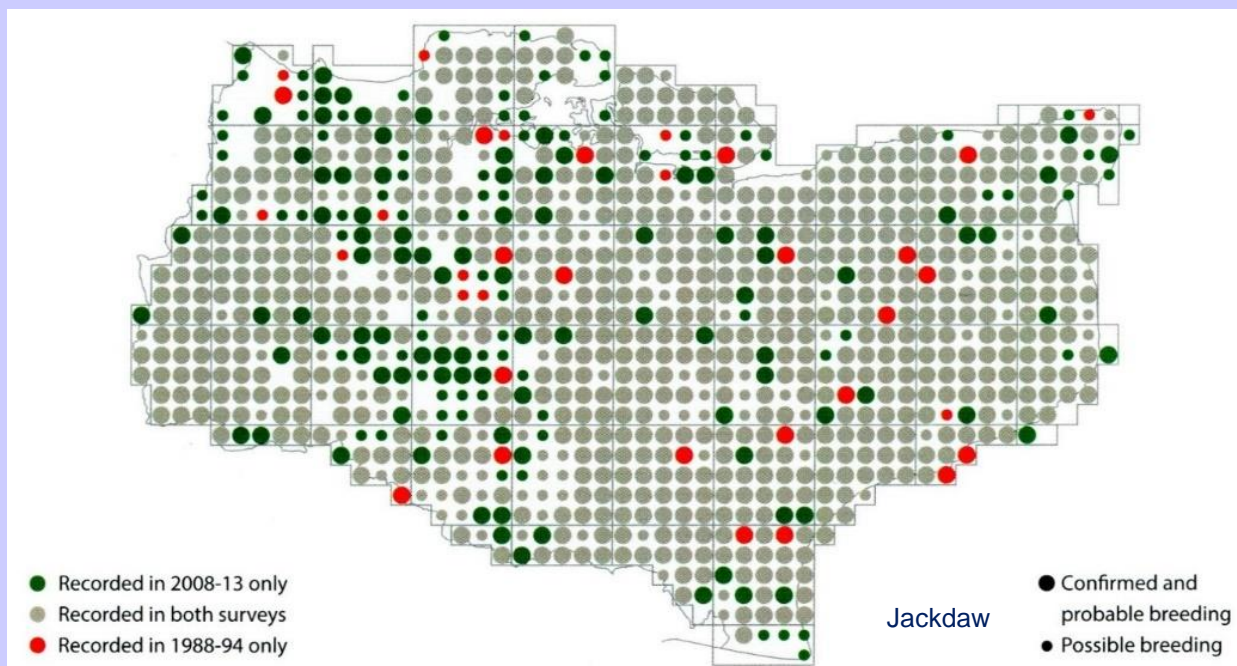 Recorded in 2008-13 only
Recorded in both surveys
Recorded in 1988-94 only
Jackdaw
Confirmed and
probable breeding
Possible breeding